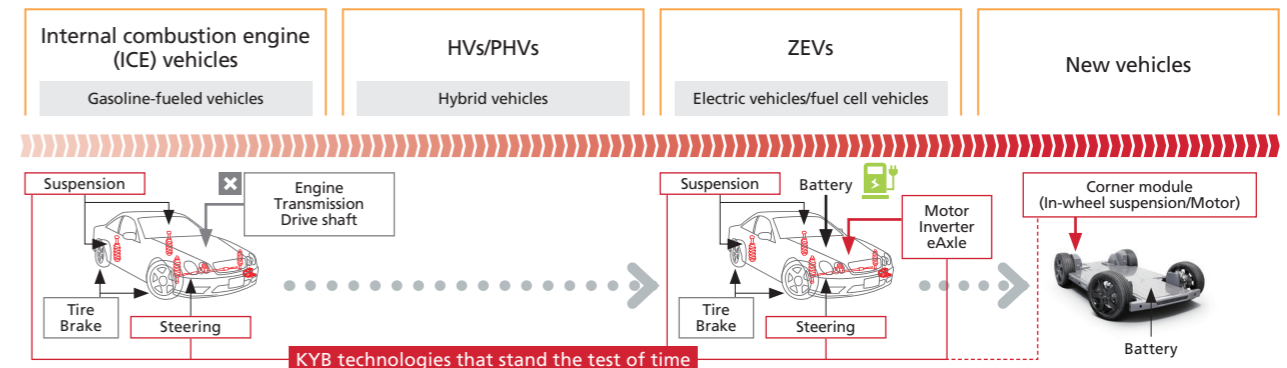 Internal combustion engine
(ICE) vehicles
Gasoline-fueled vehicles
HVs/PHVs
Hybrid vehicles
ZEVs
Electric vehicles/fuel cell vehicles
New vehicles
Suspension
Engine
Transmission
Drive shaft
Tire
Brake
Steering
Suspension
Battery
Motor
Inverter
eAxle
Tire
Brake
Steering
Corner module
(In-wheel suspension/Motor)
Battery
KYB technologies that stand the test of time